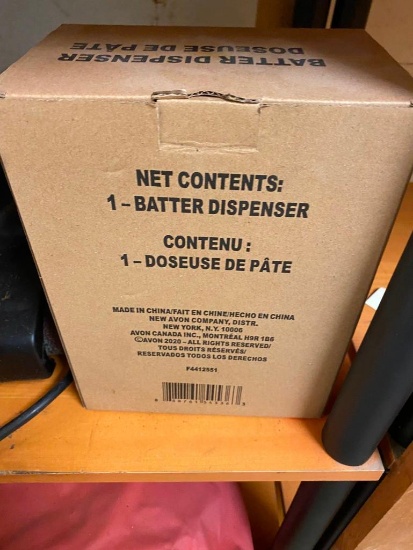 BATTER DISPENSER
DOSEUSE DE PÂTE
NET CONTENTS:
1 – BATTER DISPENSER
CONTENU :
1 – DOSEUSE DE PÂTE
MADE IN CHINA/FAIT EN CHINE/HECHO EN CHINA
NEW AVON COMPANY, DISTR.
NEW YORK, N.Y. 10006
AVON CANADA INC., MONTRÉAL H9R 1B6
©AVON 2020 – ALL RIGHTS RESERVED/
TOUS DROITS RÉSERVÉS/
RESERVADOS TODOS LOS DERECHOS
F4412551